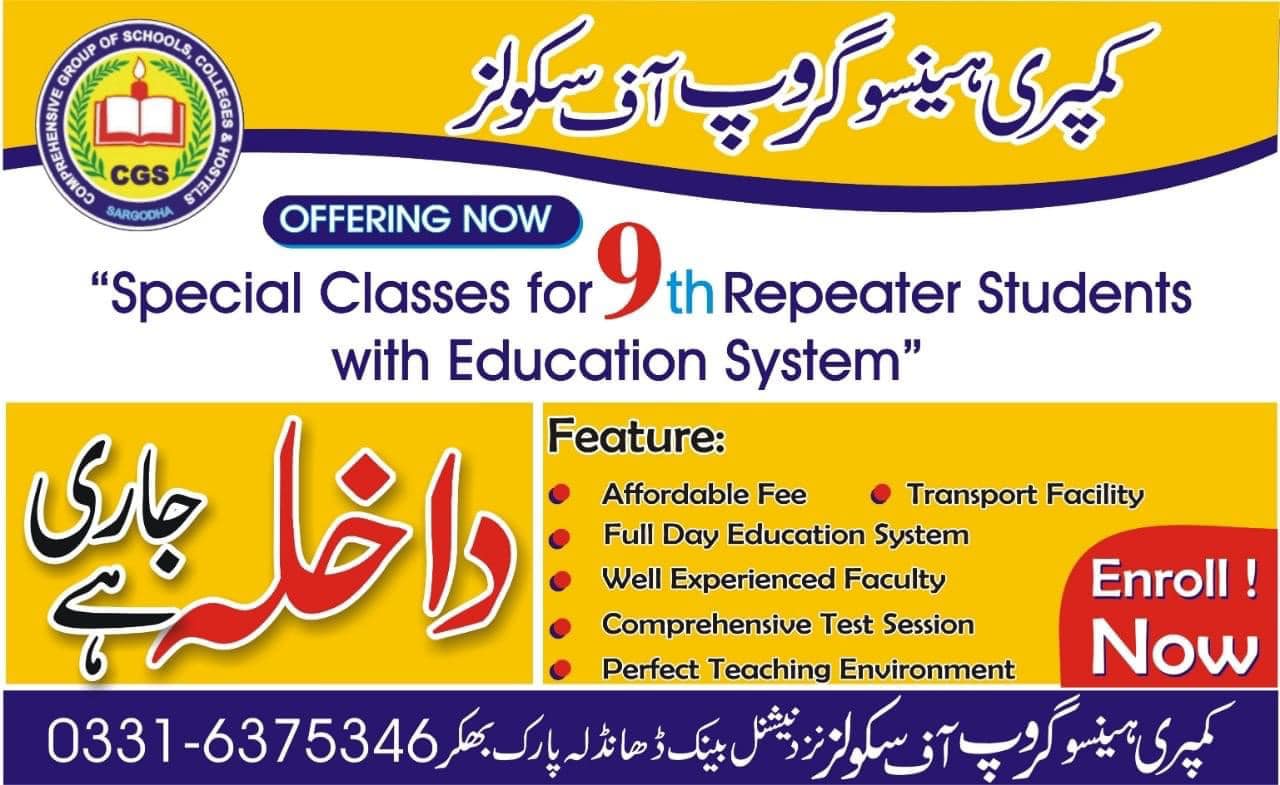 COMPREHENSIVE GROUP OF SCHOOLS, COLLEGES & HOSTELS
CGS
SARGODHA
کمپری ہینسو گروپ آف سکولز
OFFERING NOW
“Special Classes for 9th Repeater Students
with Education System”
داخلہ جاری ہے
Feature:
Affordable Fee
Transport Facility
Full Day Education System
Well Experienced Faculty
Comprehensive Test Session
Perfect Teaching Environment
Enroll !
Now
کمپری ہینسو گروپ آف سکولز نزد نیشنل بینک ڈھانڈلہ پارک بھکر 0331-6375346